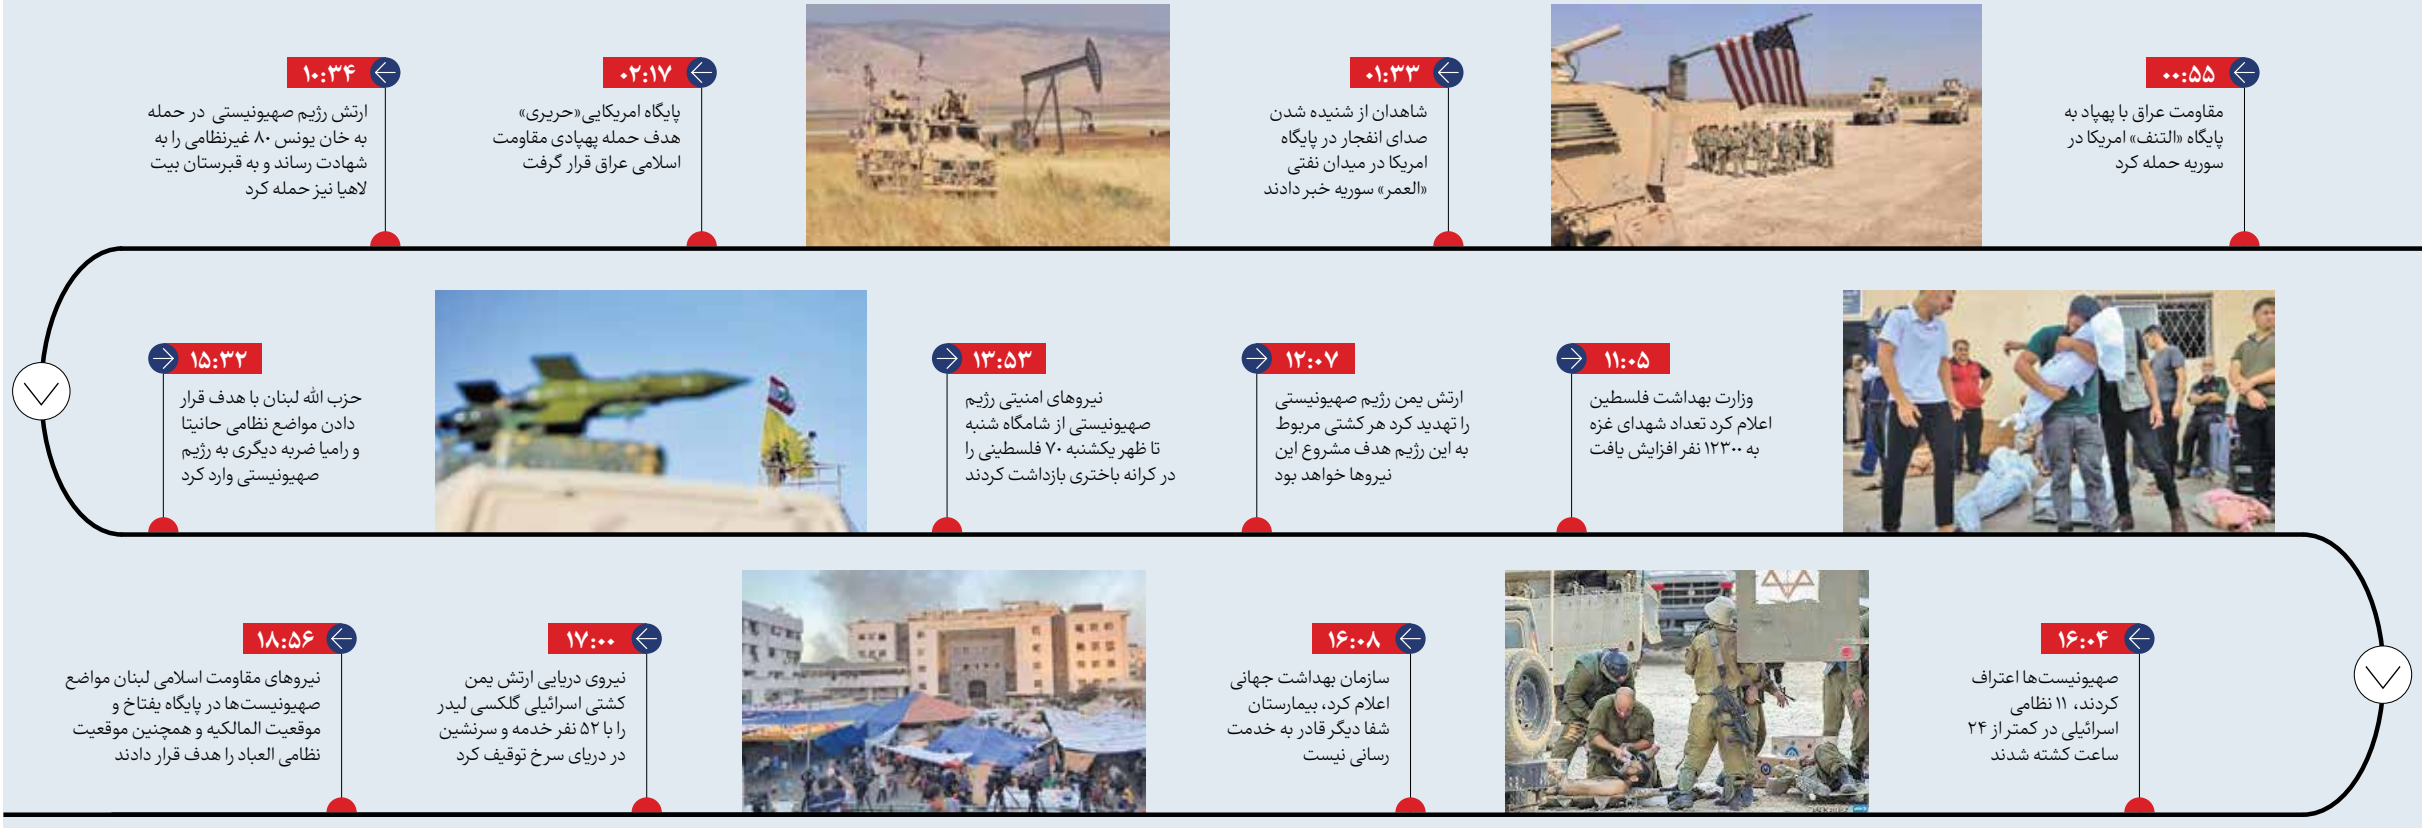 ۰۰:۵۵
مقاومت عراق با پهپاد به
پایگاه «التنف» امریکا در
سوریه حمله کرد
۰۱:۳۳
شاهدان از شنیده شدن
صدای انفجار در پایگاه
امریکا در میدان نفتی
«العمر» سوریه خبر دادند
۰۲:۱۷
پایگاه امریکایی«حریری»
هدف حمله پهپادی مقاومت
اسلامی عراق قرار گرفت
۱۰:۳۴
ارتش رژیم صهیونیستی در حمله
به خان یونس ۸۰ غیرنظامی را به
شهادت رساند و به قبرستان بیت
لاهیا نیز حمله کرد
۱۵:۳۲
حزب الله لبنان با هدف قرار
دادن مواضع نظامی حانیتا
و رامیا ضربه دیگری به رژیم
صهیونیستی وارد کرد
۱۳:۵۳
نیروهای امنیتی رژیم
صهیونیستی از شامگاه شنبه
تا ظهر یکشنبه ۷۰ فلسطینی را
در کرانه باختری بازداشت کردند
۱۲:۰۷
ارتش یمن رژیم صهیونیستی
را تهدید کرد هر کشتی مربوط
به این رژیم هدف مشروع این
نیروها خواهد بود
۱۱:۰۵
وزارت بهداشت فلسطین
اعلام کرد تعداد شهدای غزه
به ۱۲۳۰۰ نفر افزایش یافت
۱۶:۰۴
صهیونیست‌ها اعتراف
کردند، ۱۱ نظامی
اسرائیلی در کمتر از ۲۴
ساعت کشته شدند
۱۶:۰۸
سازمان بهداشت جهانی
اعلام کرد، بیمارستان
شفا دیگر قادر به خدمت
رسانی نیست
۱۷:۰۰
نیروی دریایی ارتش یمن
کشتی اسرائیلی گلکسی لیدر
را با ۵۲ نفر خدمه و سرنشین
در دریای سرخ توقیف کرد
۱۸:۵۶
نیروهای مقاومت اسلامی لبنان مواضع
صهیونیست‌ها در پایگاه یفتاخ و
موقعیت المالکیه و همچنین موقعیت
نظامی العباد را هدف قرار دادند